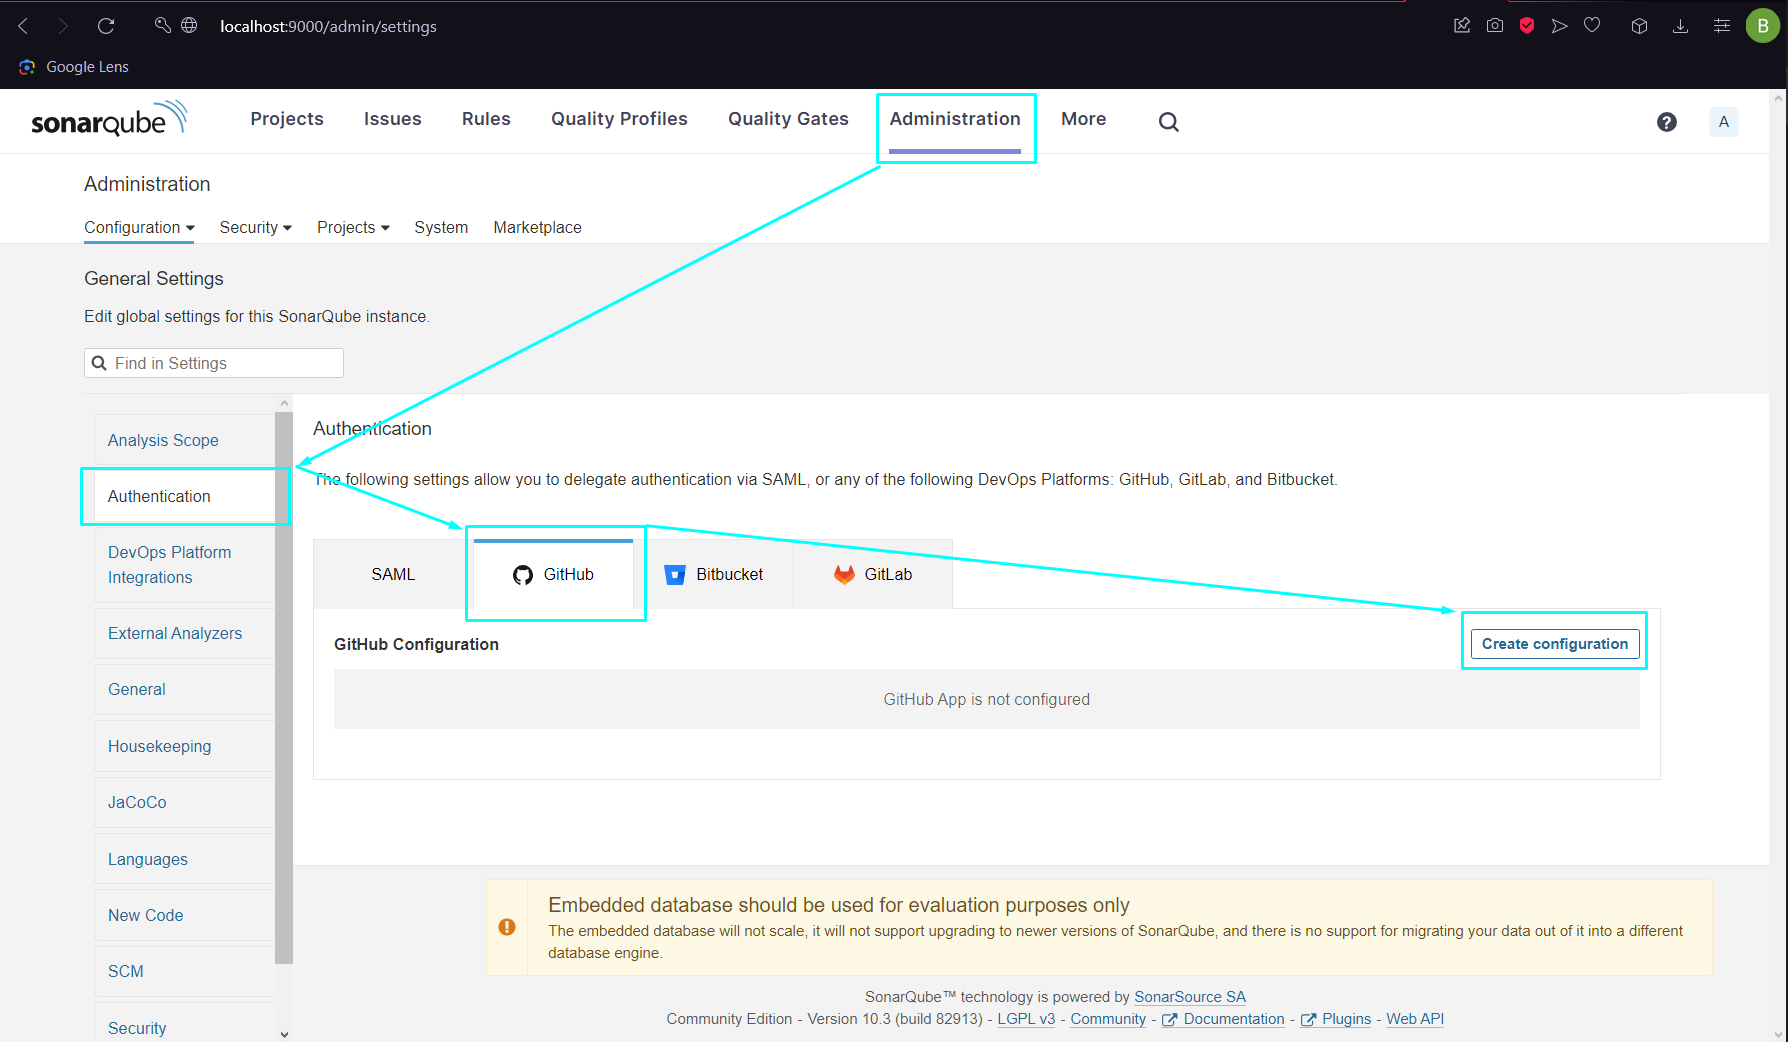 localhost:9000/admin/settings
B
Google Lens
sonarqube
Projects Issues Rules Quality Profiles Quality Gates Administration More
? A
Administration
Configuration Security Projects System Marketplace
General Settings
Edit global settings for this SonarQube instance.
Find in Settings
Analysis Scope
Authentication
DevOps Platform
Integrations
External Analyzers
General
Housekeeping
JaCoCo
Languages
New Code
SCM
Security
Authentication
The following settings allow you to delegate authentication via SAML, or any of the following DevOps Platforms: GitHub, GitLab, and Bitbucket.
SAML GitHub Bitbucket GitLab
GitHub Configuration Create configuration
GitHub App is not configured
Embedded database should be used for evaluation purposes only
The embedded database will not scale, it will not support upgrading to newer versions of SonarQube, and there is no support for migrating your data out of it into a different
database engine.
SonarQube™ technology is powered by SonarSource SA
Community Edition - Version 10.3 (build 82913) - LGPL v3 - Community - Documentation - Plugins - Web API